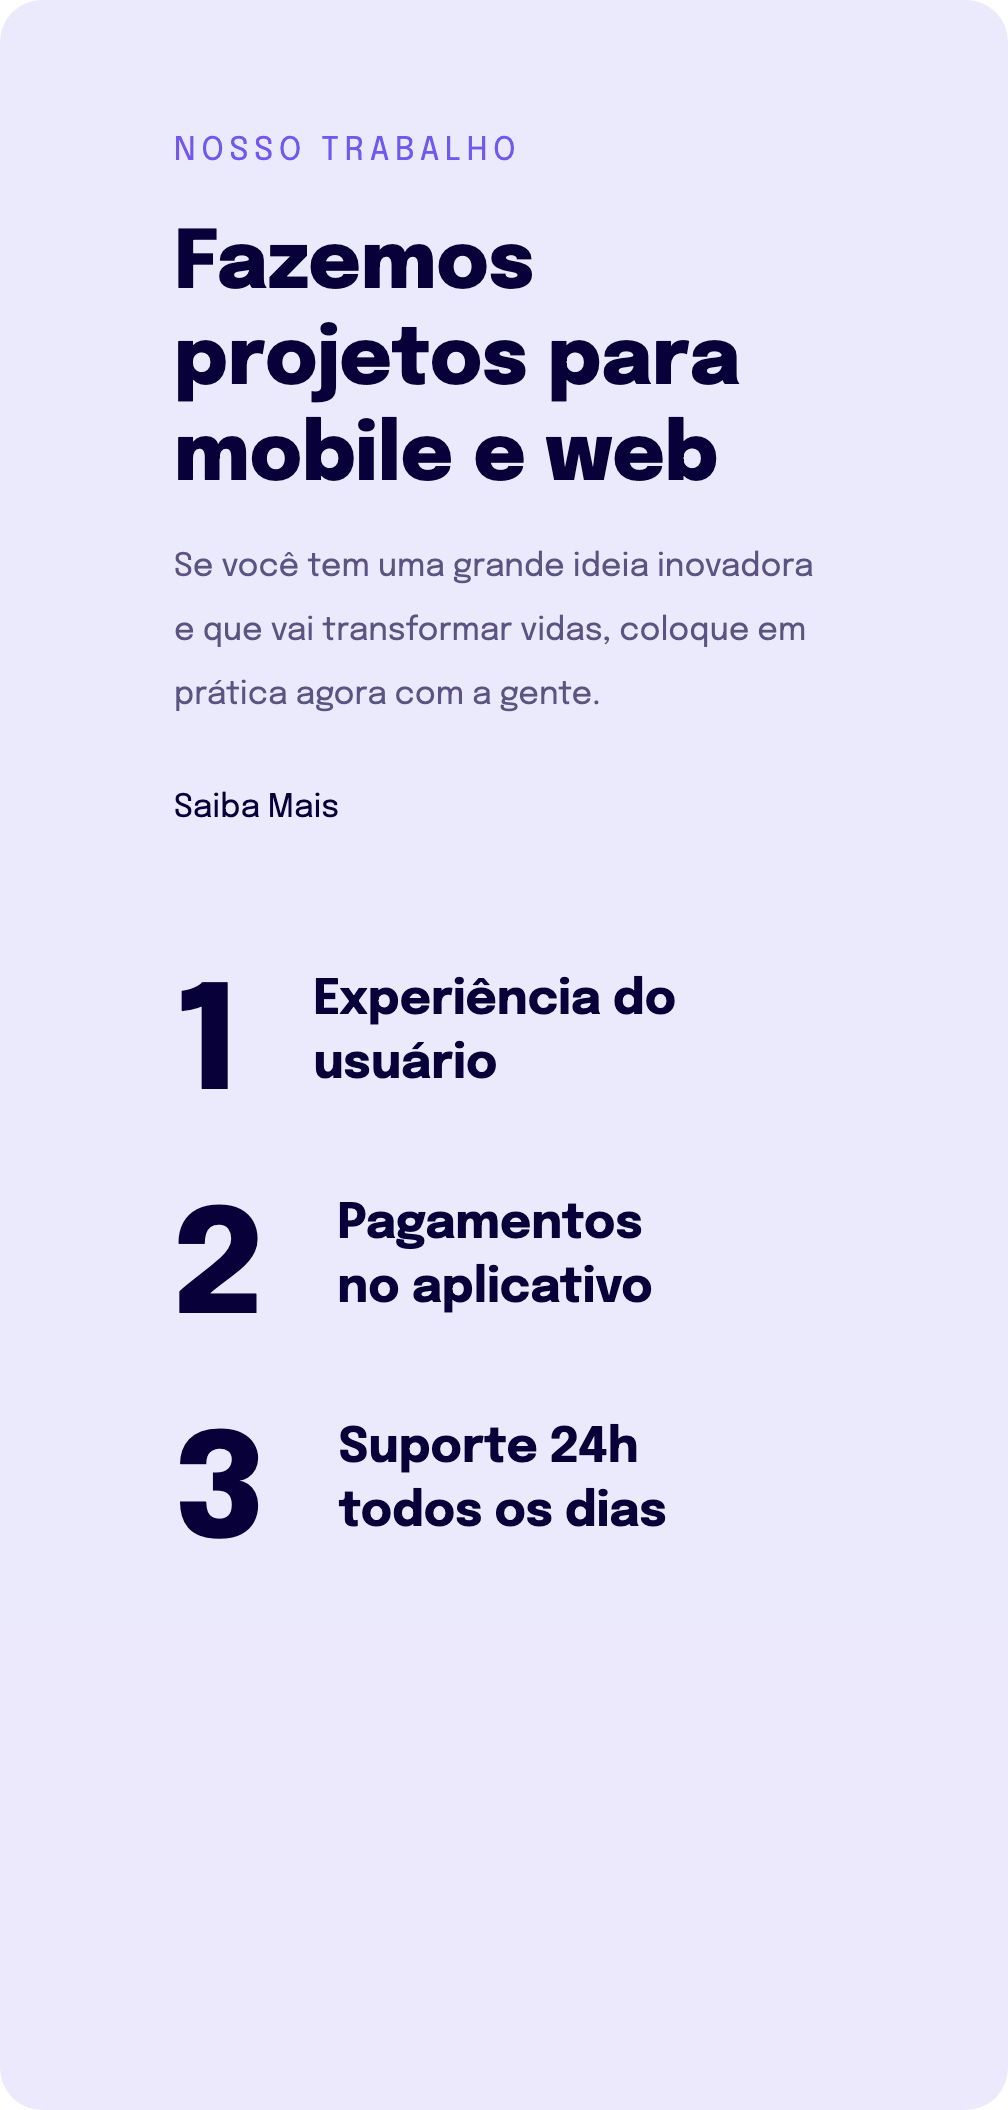 NOSSO TRABALHO
Fazemos
projetos para
mobile e web
Se você tem uma grande ideia inovadora
e que vai transformar vidas, coloque em
prática agora com a gente.
Saiba Mais
1
Experiência do
usuário
2
Pagamentos
no aplicativo
3
Suporte 24h
todos os dias